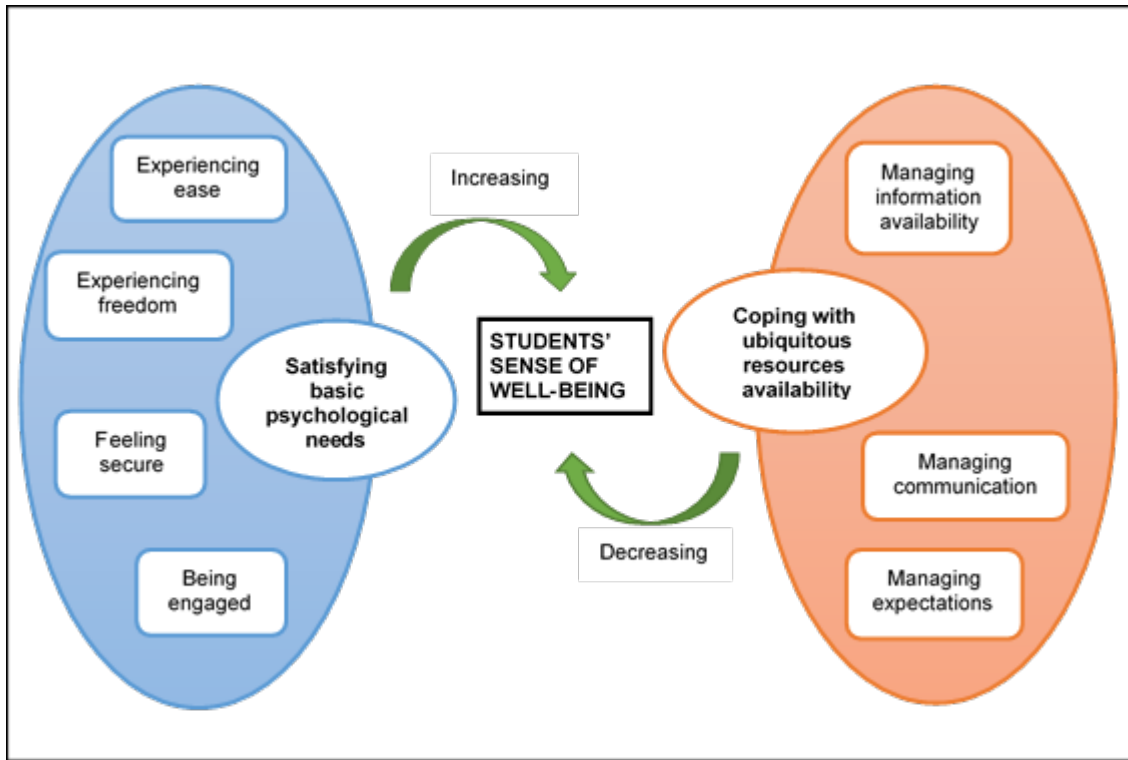 Experiencing
ease
Experiencing
freedom
Satisfying
basic
psychological
needs
Feeling
secure
Being
engaged
Increasing
STUDENTS’
SENSE OF
WELL-BEING
Decreasing
Managing
information
availability
Coping with
ubiquitous
resources
availability
Managing
communication
Managing
expectations